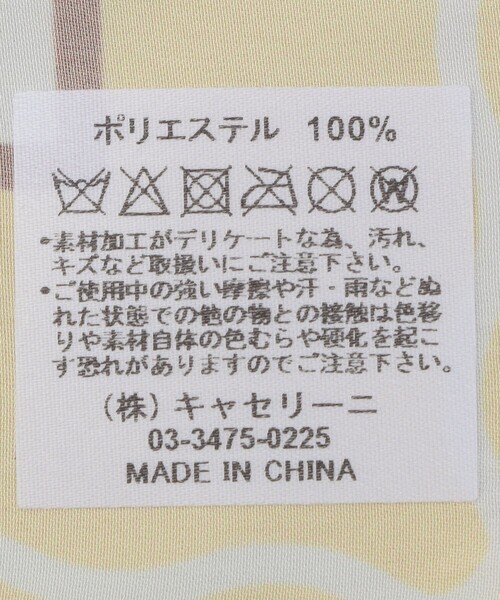 ポリエステル 100%
・素材加工がデリケートな為、汚れ、
キズなど取扱いにご注意下さい。
・ご使用中の強い摩擦や汗・雨などぬ
れた状態での他の物との接触は色移
りや素材自体の色むらや硬化を起こ
す恐れがありますのでご注意下さい。
(株) キャセリーニ
03-3475-0225
MADE IN CHINA